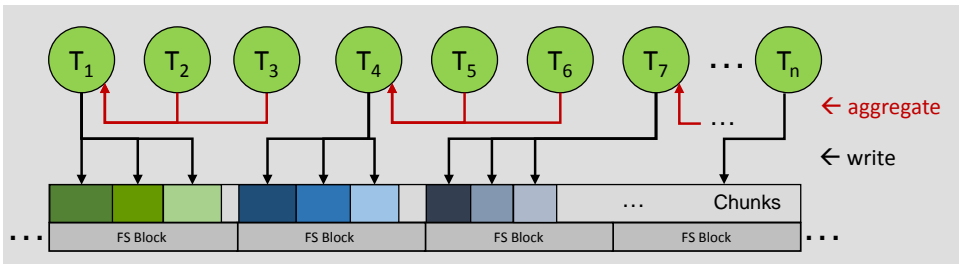 T1 T2 T3 T4 T5 T6 T7 ... Tn
← aggregate
...
← write
... Chunks
... FS Block FS Block FS Block FS Block ...